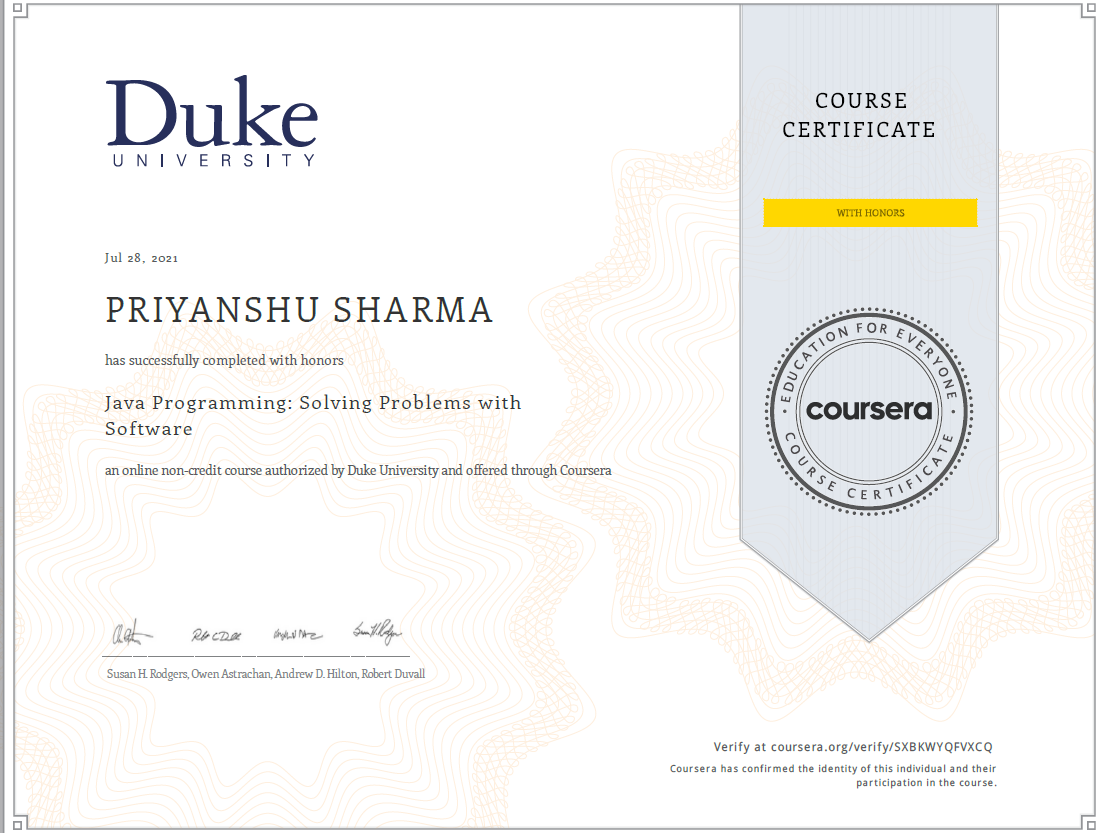 Duke
UNIVERSITY
COURSE
CERTIFICATE
WITH HONORS
Jul 28, 2021
PRIYANSHU SHARMA
has successfully completed with honors
Java Programming: Solving Problems with
Software
an online non-credit course authorized by Duke University and offered through Coursera
EDUCATION FOR EVERYONE
coursera
COURSE CERTIFICATE
Susan H. Rodgers, Owen Astrachan, Andrew D. Hilton, Robert Duvall
Verify at coursera.org/verify/SXBKWYQFVXCQ
Coursera has confirmed the identity of this individual and their
participation in the course.